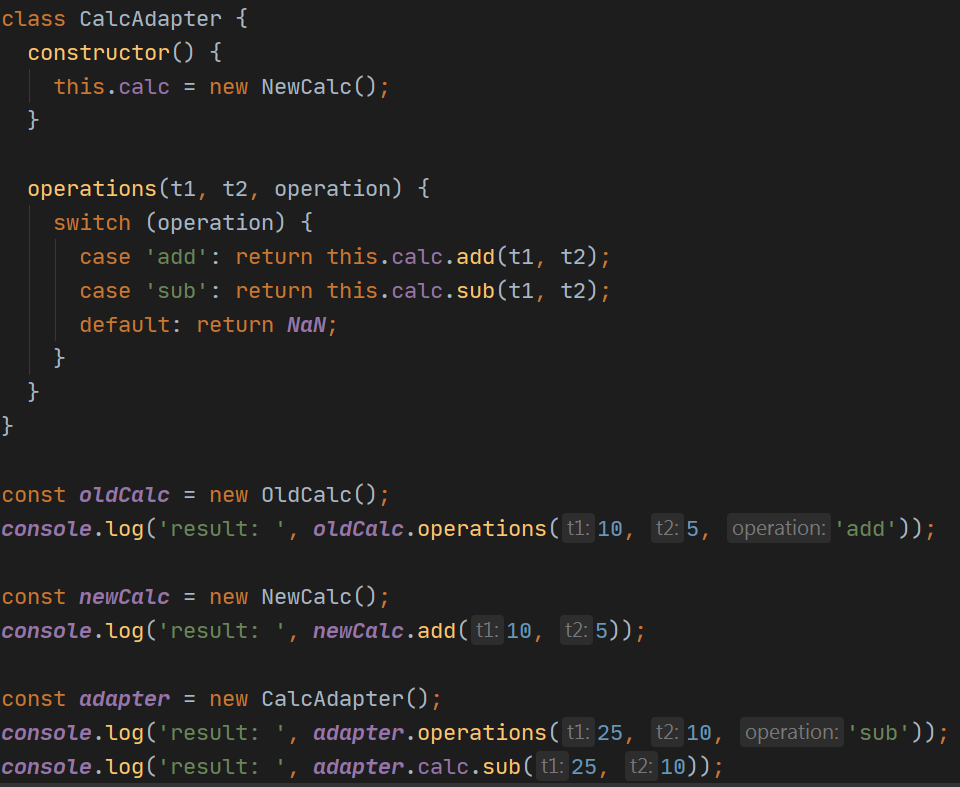 class CalcAdapter {
  constructor() {
    this.calc = new NewCalc();
  }

  operations(t1, t2, operation) {
    switch (operation) {
      case 'add': return this.calc.add(t1, t2);
      case 'sub': return this.calc.sub(t1, t2);
      default: return NaN;
    }
  }
}

const oldCalc = new OldCalc();
console.log('result: ', oldCalc.operations( t1: 10, t2: 5, operation: 'add'));

const newCalc = new NewCalc();
console.log('result: ', newCalc.add( t1: 10, t2: 5));

const adapter = new CalcAdapter();
console.log('result: ', adapter.operations( t1: 25, t2: 10, operation: 'sub'));
console.log('result: ', adapter.calc.sub( t1: 25, t2: 10));